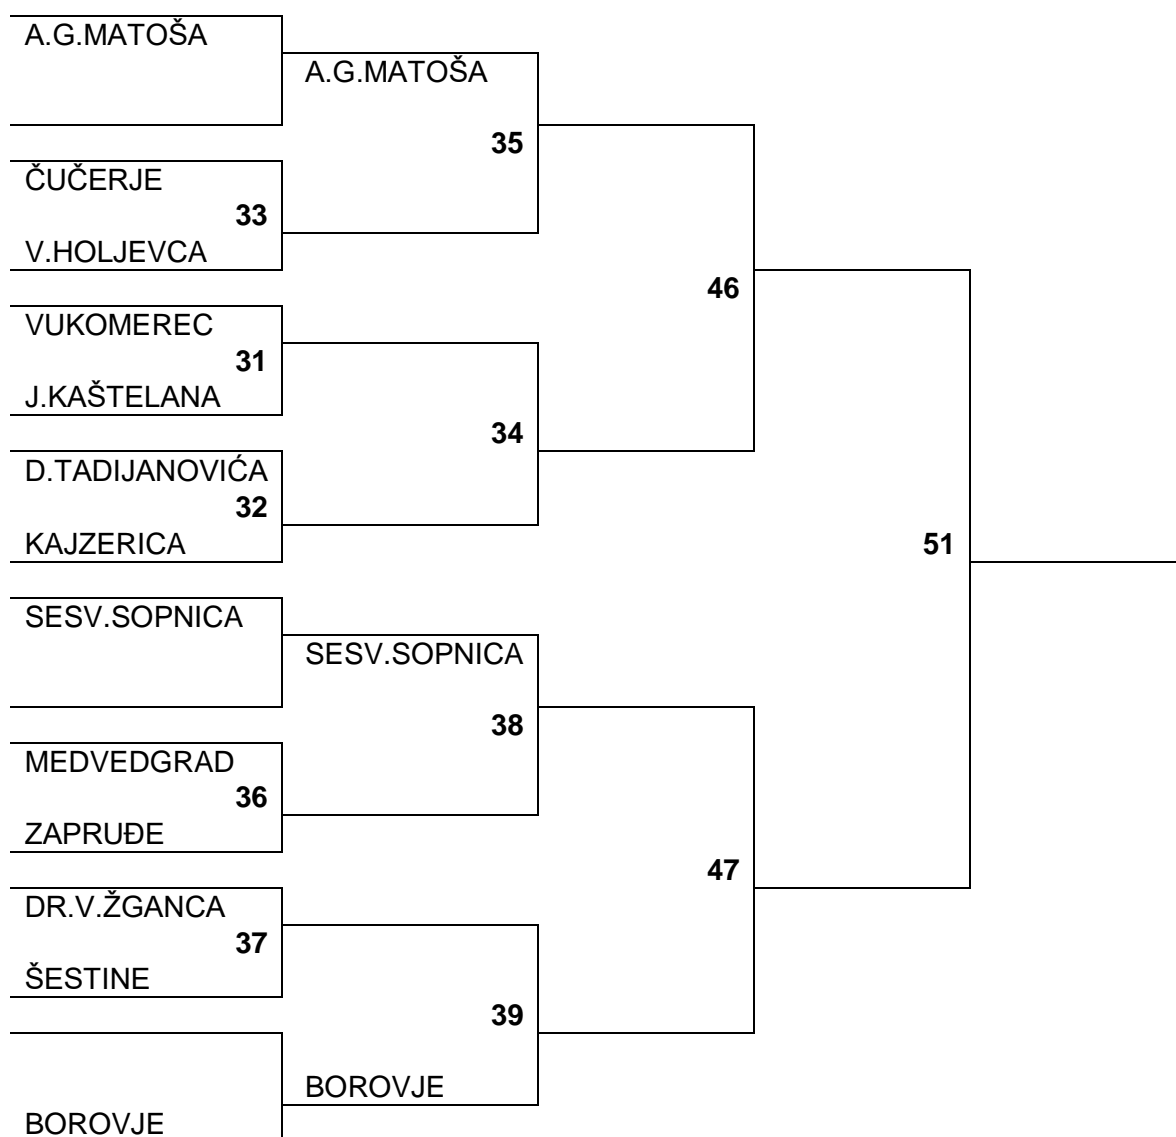 A.G.MATOŠA
A.G.MATOŠA
35
ČUČERJE
33
V.HOLJEVCA
46
VUKOMEREC
31
J.KAŠTELANA
34
D.TADIJANOVIĆA
32
KAJZERICA
51
SESV.SOPNICA
SESV.SOPNICA
38
MEDVEDGRAD
36
ZAPRUĐE
47
DR.V.ŽGANCA
37
ŠESTINE
39
BOROVJE
BOROVJE